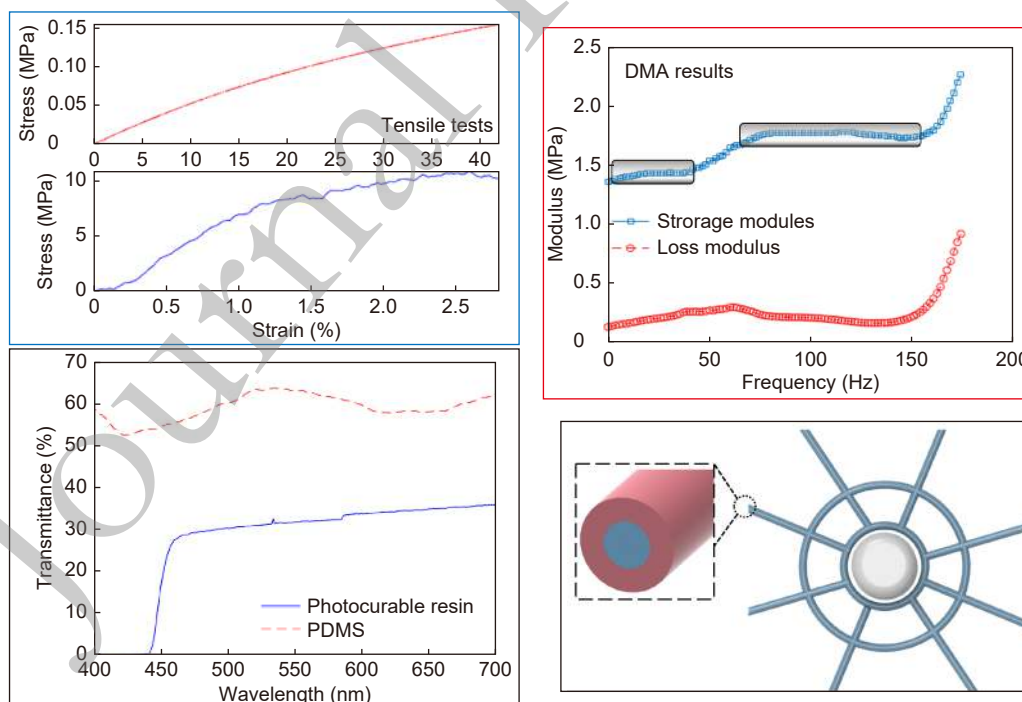 0.15
0.10
0.05
0
Stress (MPa)
Tensile tests
0 5 10 15 20 25 30 35 40
10
5
0
Stress (MPa)
0 0.5 1.0 1.5 2.0 2.5
Strain (%)
70
60
50
40
30
20
10
0
Transmittance (%)
Photocurable resin
PDMS
400 450 500 550 600 650 700
Wavelength (nm)
2.5
2.0
1.5
1.0
0.5
0
Modulus (MPa)
DMA results
Strorage modules
Loss modulus
0 50 100 150 200
Frequency (Hz)
Journal